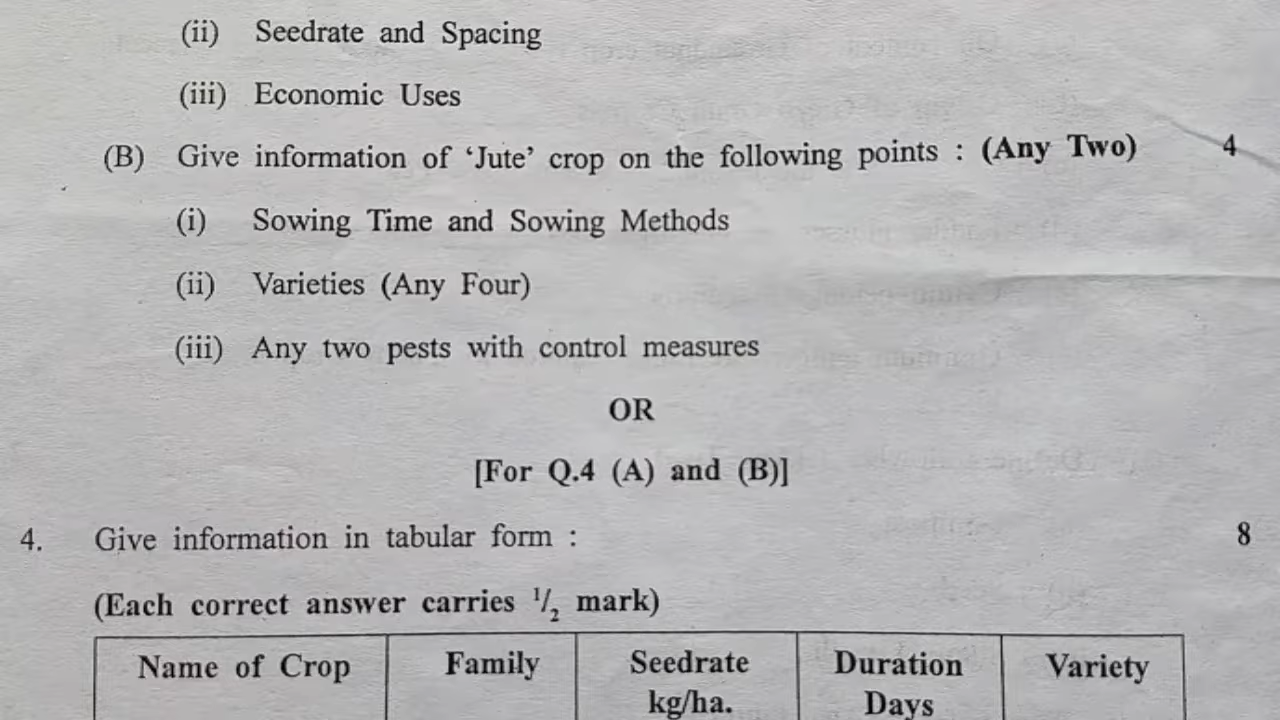 (ii) Seedrate and Spacing
(iii) Economic Uses
(B) Give information of ‘Jute’ crop on the following points : (Any Two) 4
(i) Sowing Time and Sowing Methods
(ii) Varieties (Any Four)
(iii) Any two pests with control measures
OR
[For Q.4 (A) and (B)]
4. Give information in tabular form : 8
(Each correct answer carries 1/2 mark)
Name of Crop Family Seedrate Duration Variety
kg/ha. Days